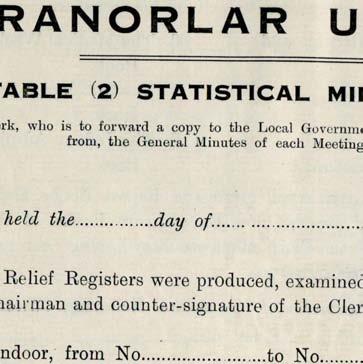 RANORLAR U
TABLE (2) STATISTICAL MI
rk, who is to forward a copy to the Local Governm
from, the General Minutes of each Meeting
held the..............day of..........................
Relief Registers were produced, examined
hairman and counter-signature of the Cler
ndoor, from No......................to No..........